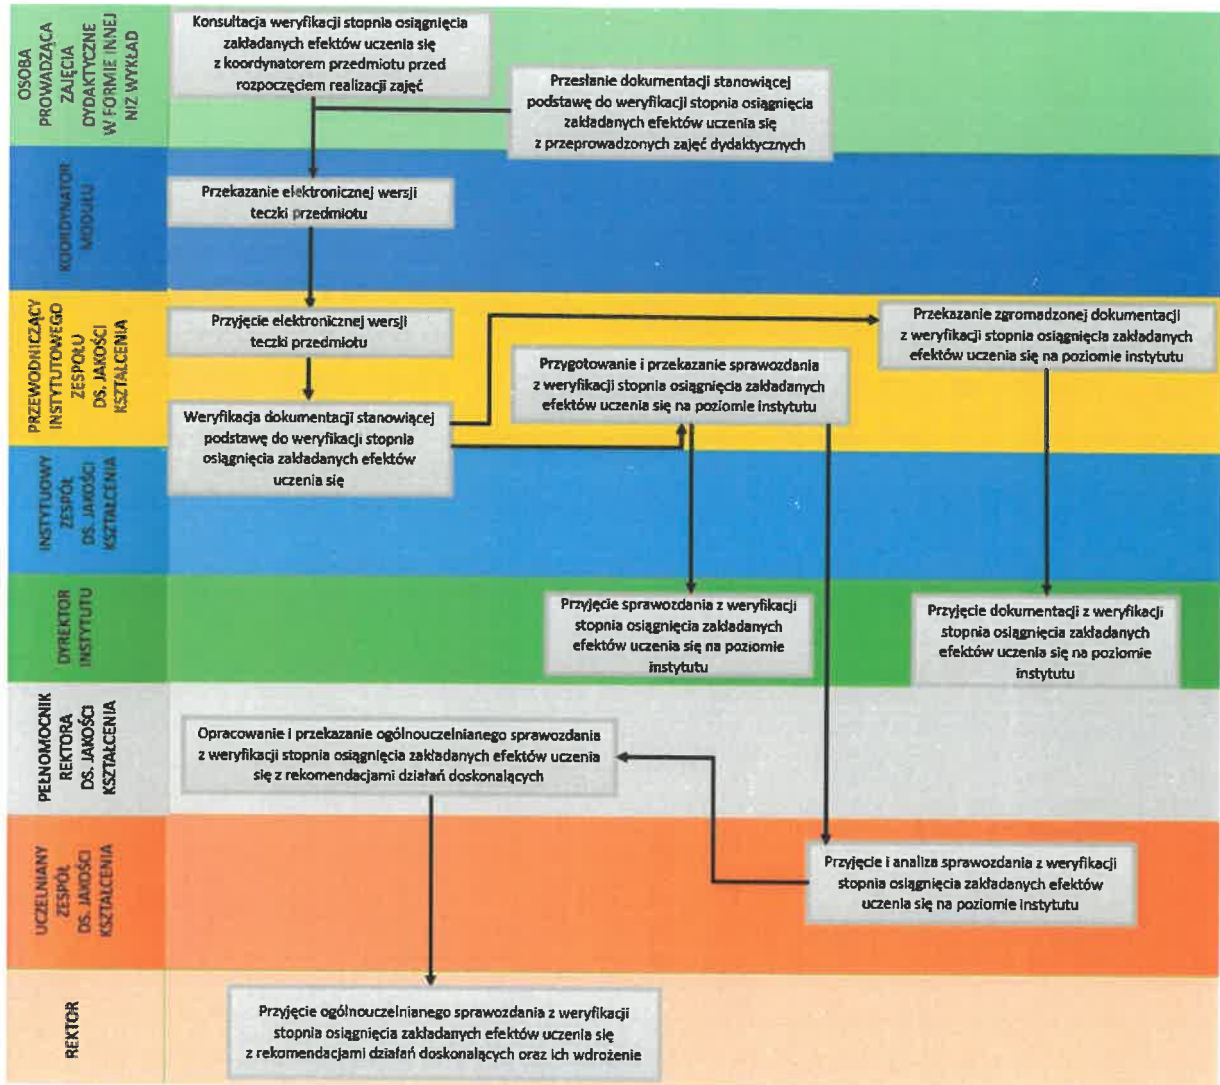 OSOBA
PROWADZĄCA
ZAJĘCIA
DYDAKTYCZNE
W FORMIE INNEJ
NIŻ WYKŁAD
Konsultacja weryfikacji stopnia osiągnięcia
zakładanych efektów uczenia się
z koordynatorem przedmiotu przed
rozpoczęciem realizacji zajęć
Przesłanie dokumentacji stanowiącej
podstawę do weryfikacji stopnia osiągnięcia
zakładanych efektów uczenia się
z przeprowadzonych zajęć dydaktycznych
KOORDYNATOR
MODUŁU
Przekazanie elektronicznej wersji
teczki przedmiotu
PRZEWODNICZĄCY
INSTYTUTOWEGO
ZESPOŁU
DS. JAKOŚCI
KSZTAŁCENIA
Przyjęcie elektronicznej wersji
teczki przedmiotu
Przekazanie zgromadzonej dokumentacji
z weryfikacji stopnia osiągnięcia zakładanych
efektów uczenia się na poziomie instytutu
Przygotowanie i przekazanie sprawozdania
z weryfikacji stopnia osiągnięcia zakładanych
efektów uczenia się na poziomie instytutu
Weryfikacja dokumentacji stanowiącej
podstawę do weryfikacji stopnia
osiągnięcia zakładanych efektów
uczenia się
INSTYTUOWY
ZESPÓŁ
DS. JAKOŚCI
KSZTAŁCENIA
DYREKTOR
INSTYTUTU
Przyjęcie sprawozdania z weryfikacji
stopnia osiągnięcia zakładanych
efektów uczenia się na poziomie
instytutu
Przyjęcie dokumentacji z weryfikacji
stopnia osiągnięcia zakładanych
efektów uczenia się na poziomie
instytutu
PEŁNOMOCNIK
REKTORA
DS. JAKOŚCI
KSZTAŁCENIA
Opracowanie i przekazanie ogólnouczelnianego sprawozdania
z weryfikacji stopnia osiągnięcia zakładanych efektów uczenia
się z rekomendacjami działań doskonalących
UCZELNIANY
ZESPÓŁ
DS. JAKOŚCI
KSZTAŁCENIA
Przyjęcie i analiza sprawozdania z weryfikacji
stopnia osiągnięcia zakładanych efektów
uczenia się na poziomie instytutu
REKTOR
Przyjęcie ogólnouczelnianego sprawozdania z weryfikacji
stopnia osiągnięcia zakładanych efektów uczenia się
z rekomendacjami działań doskonalących oraz ich wdrożenie